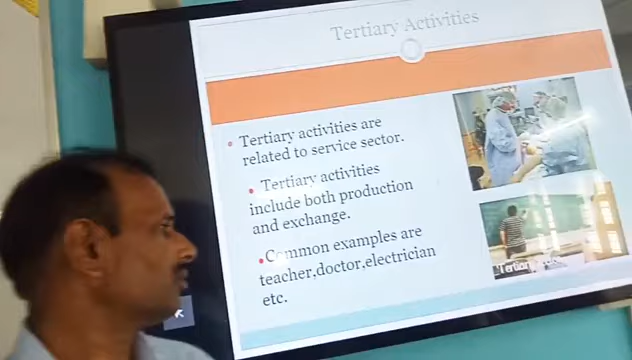 Tertiary Activities
• Tertiary activities are
related to service sector.
• Tertiary activities
include both production
and exchange.
• Common examples are
teacher,doctor,electrician
etc.